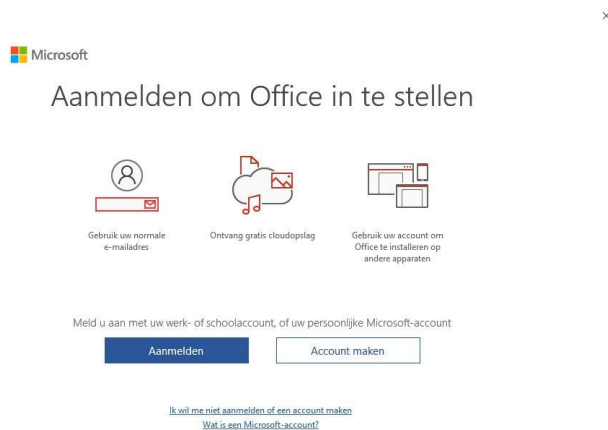 Microsoft
Aanmelden om Office in te stellen
Gebruik uw normale
e-mailadres
Ontvang gratis cloudopslag
Gebruik uw account om
Office te installeren op
andere apparaten
Meld u aan met uw werk- of schoolaccount, of uw persoonlijke Microsoft-account
Aanmelden
Account maken
Ik wil me niet aanmelden of een account maken
Wat is een Microsoft-account?